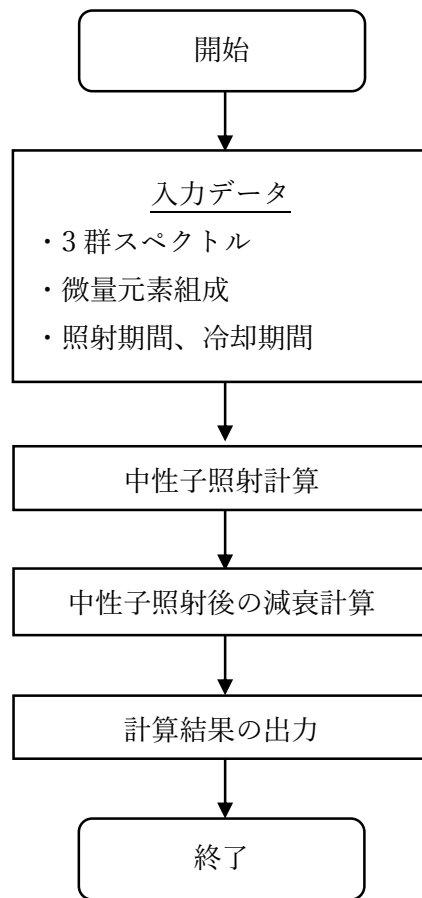 開始
入力データ
・3 群スペクトル
・微量元素組成
・照射期間、冷却期間
中性子照射計算
中性子照射後の減衰計算
計算結果の出力
終了